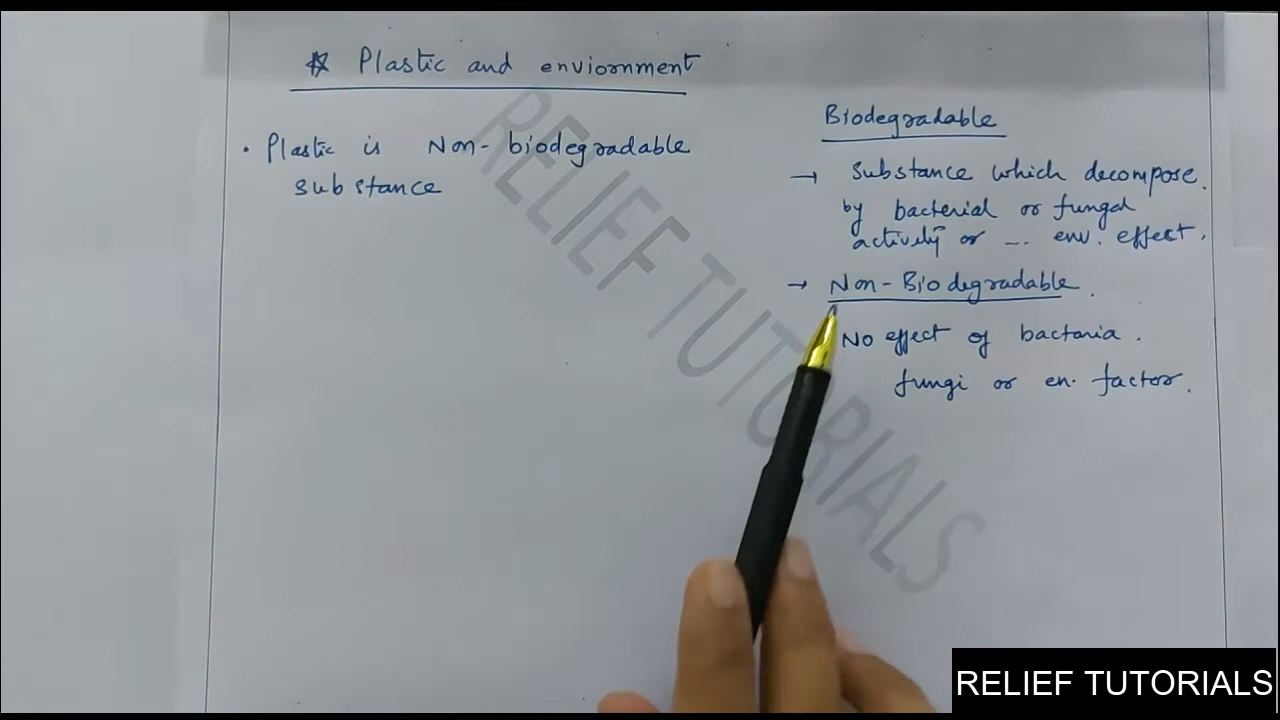 ☆ Plastic and enviornment
• Plastic is Non-biodegradable
substance
Biodegradable
→ Substance which decompose.
by bacterial or fungal
activity or ... env. effect.
→ Non-Biodegradable.
No effect of bactaria.
fungi or en. factor.
RELIEF TUTORIALS
RELIEF TUTORIALS